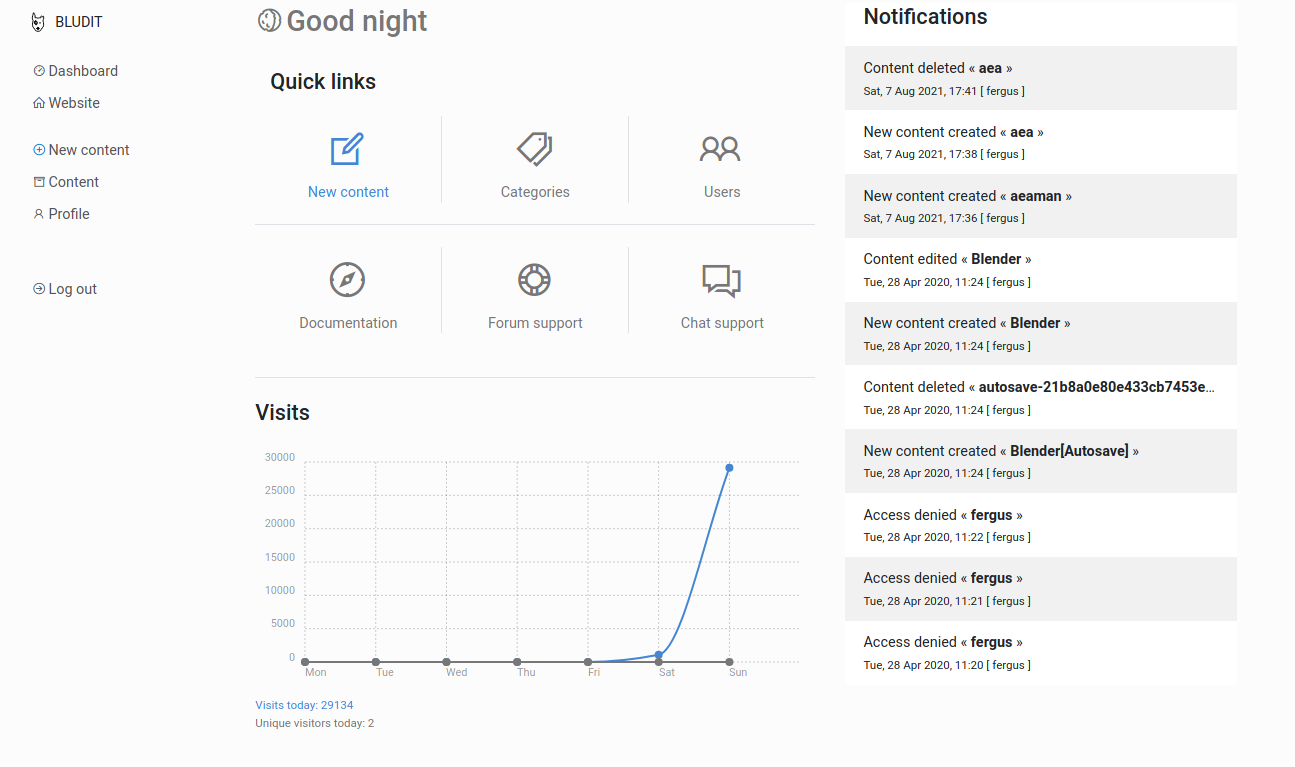 BLUDIT
Dashboard
Website
New content
Content
Profile
Log out
Good night
Quick links
New content
Categories
Users
Documentation
Forum support
Chat support
Visits
30000
25000
20000
15000
10000
5000
0
Mon Tue Wed Thu Fri Sat Sun
Visits today: 29134
Unique visitors today: 2
Notifications
Content deleted « aea »
Sat, 7 Aug 2021, 17:41 [ fergus ]
New content created « aea »
Sat, 7 Aug 2021, 17:38 [ fergus ]
New content created « aeaman »
Sat, 7 Aug 2021, 17:36 [ fergus ]
Content edited « Blender »
Tue, 28 Apr 2020, 11:24 [ fergus ]
New content created « Blender »
Tue, 28 Apr 2020, 11:24 [ fergus ]
Content deleted « autosave-21b8a0e80e433cb7453e...
Tue, 28 Apr 2020, 11:24 [ fergus ]
New content created « Blender[Autosave] »
Tue, 28 Apr 2020, 11:24 [ fergus ]
Access denied « fergus »
Tue, 28 Apr 2020, 11:22 [ fergus ]
Access denied « fergus »
Tue, 28 Apr 2020, 11:21 [ fergus ]
Access denied « fergus »
Tue, 28 Apr 2020, 11:20 [ fergus ]